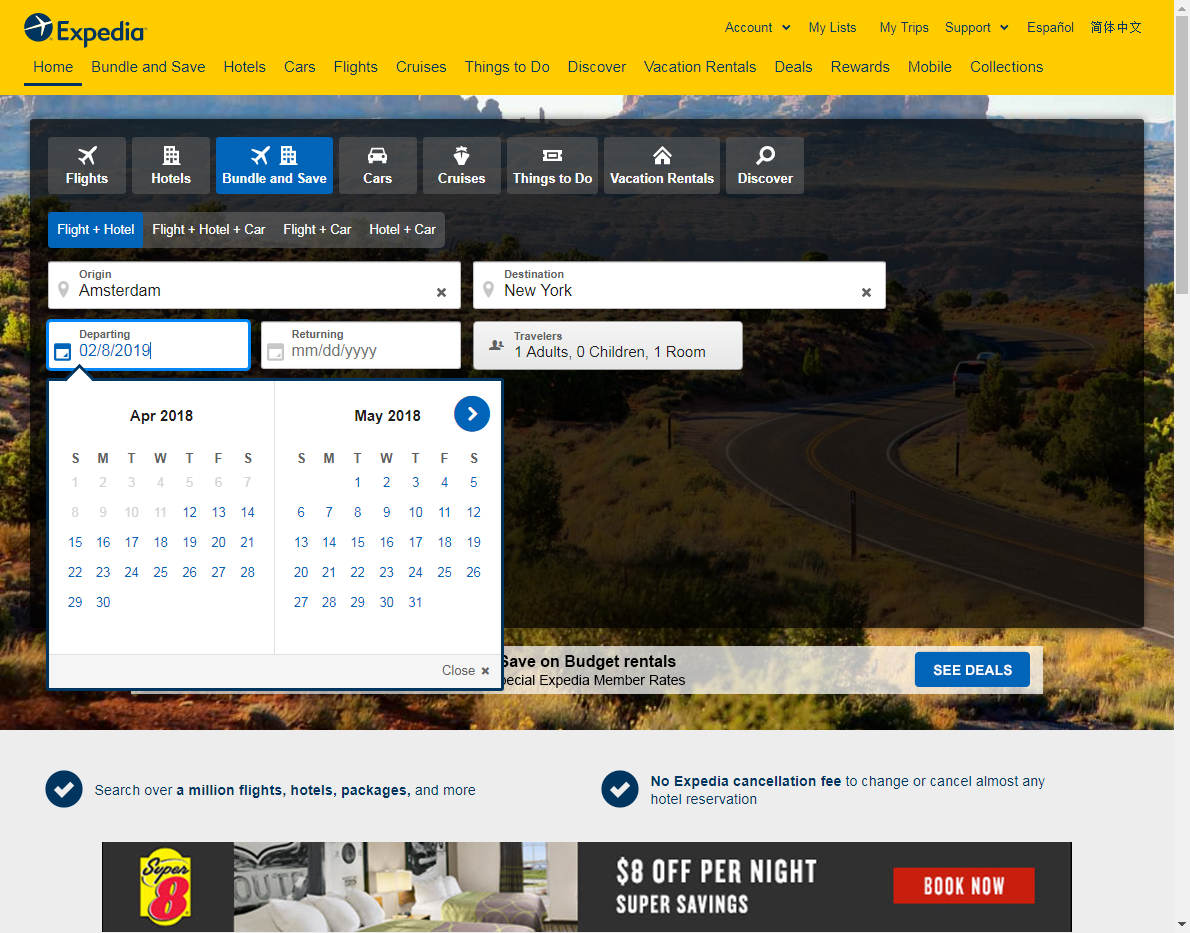 Expedia
Account My Lists My Trips Support Español 简体中文
Home Bundle and Save Hotels Cars Flights Cruises Things to Do Discover Vacation Rentals Deals Rewards Mobile Collections
Flights Hotels Bundle and Save Cars Cruises Things to Do Vacation Rentals Discover
Flight + Hotel Flight + Hotel + Car Flight + Car Hotel + Car
Origin
Amsterdam
Destination
New York
Departing
02/8/2019
Returning
mm/dd/yyyy
Travelers
1 Adults, 0 Children, 1 Room
Apr 2018
S M T W T F S
1 2 3 4 5 6 7
8 9 10 11 12 13 14
15 16 17 18 19 20 21
22 23 24 25 26 27 28
29 30
May 2018
S M T W T F S
1 2 3 4 5
6 7 8 9 10 11 12
13 14 15 16 17 18 19
20 21 22 23 24 25 26
27 28 29 30 31
Close
Save on Budget rentals
pecial Expedia Member Rates
SEE DEALS
Search over a million flights, hotels, packages, and more
No Expedia cancellation fee to change or cancel almost any
hotel reservation
Super
8
$8 OFF PER NIGHT
SUPER SAVINGS
BOOK NOW